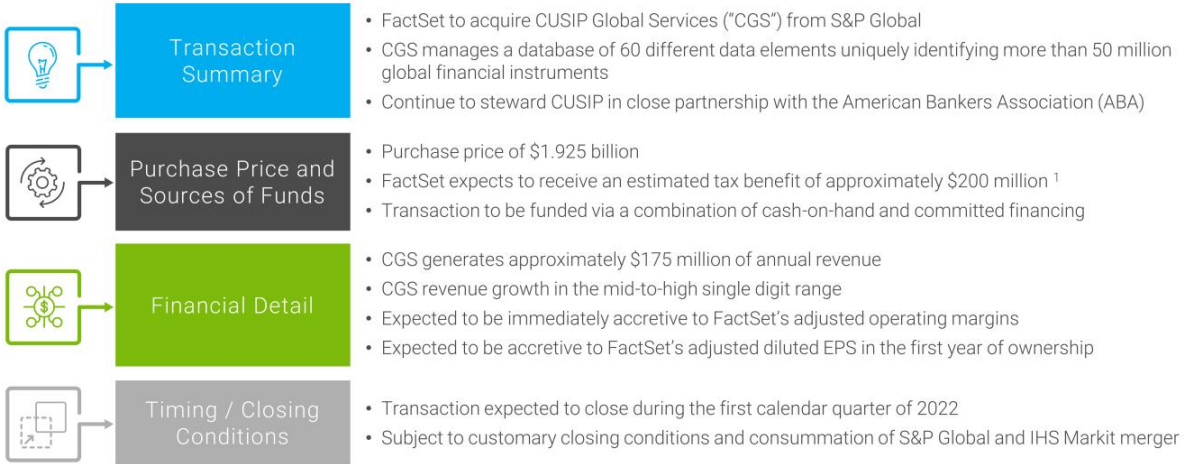 Transaction
Summary
• FactSet to acquire CUSIP Global Services (“CGS”) from S&P Global
• CGS manages a database of 60 different data elements uniquely identifying more than 50 million
global financial instruments
• Continue to steward CUSIP in close partnership with the American Bankers Association (ABA)
Purchase Price and
Sources of Funds
• Purchase price of $1.925 billion
• FactSet expects to receive an estimated tax benefit of approximately $200 million ¹
• Transaction to be funded via a combination of cash-on-hand and committed financing
Financial Detail
• CGS generates approximately $175 million of annual revenue
• CGS revenue growth in the mid-to-high single digit range
• Expected to be immediately accretive to FactSet’s adjusted operating margins
• Expected to be accretive to FactSet’s adjusted diluted EPS in the first year of ownership
Timing / Closing
Conditions
• Transaction expected to close during the first calendar quarter of 2022
• Subject to customary closing conditions and consummation of S&P Global and IHS Markit merger